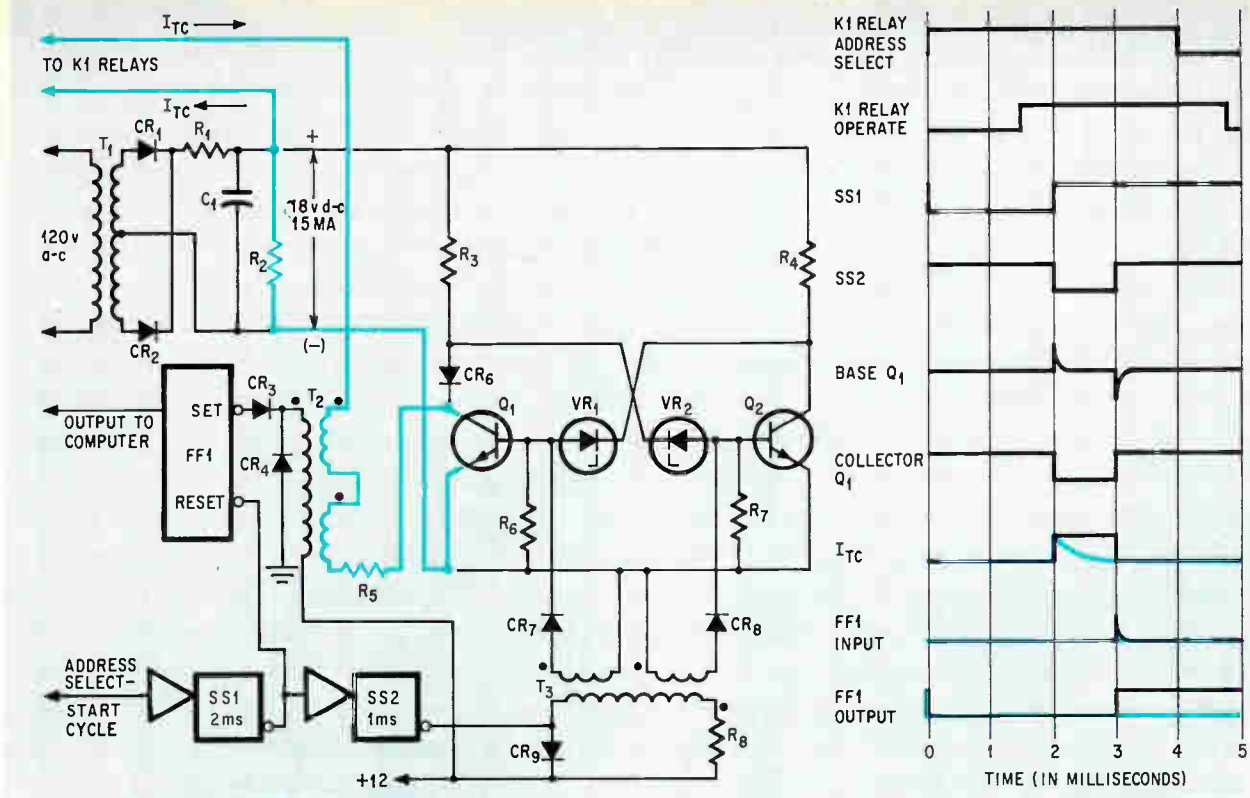 I_TC →
TO K1 RELAYS
I_TC ←
T1
CR1
R1
+
C1
18 v d-c
15 MA
120 v
a-c
R2
R3
R4
CR2
(-)
CR6
CR3
T2
SET
OUTPUT TO
COMPUTER
FF1
CR4
RESET
Q1
VR1
VR2
Q2
R6
R7
R5
CR7
CR8
ADDRESS
SELECT-
START
CYCLE
SS1
2ms
SS2
1ms
T3
CR9
R8
+12
K1 RELAY
ADDRESS
SELECT
K1 RELAY
OPERATE
SS1
SS2
BASE Q1
COLLECTOR
Q1
I_TC
FF1
INPUT
FF1
OUTPUT
0 1 2 3 4 5
TIME (IN MILLISECONDS)